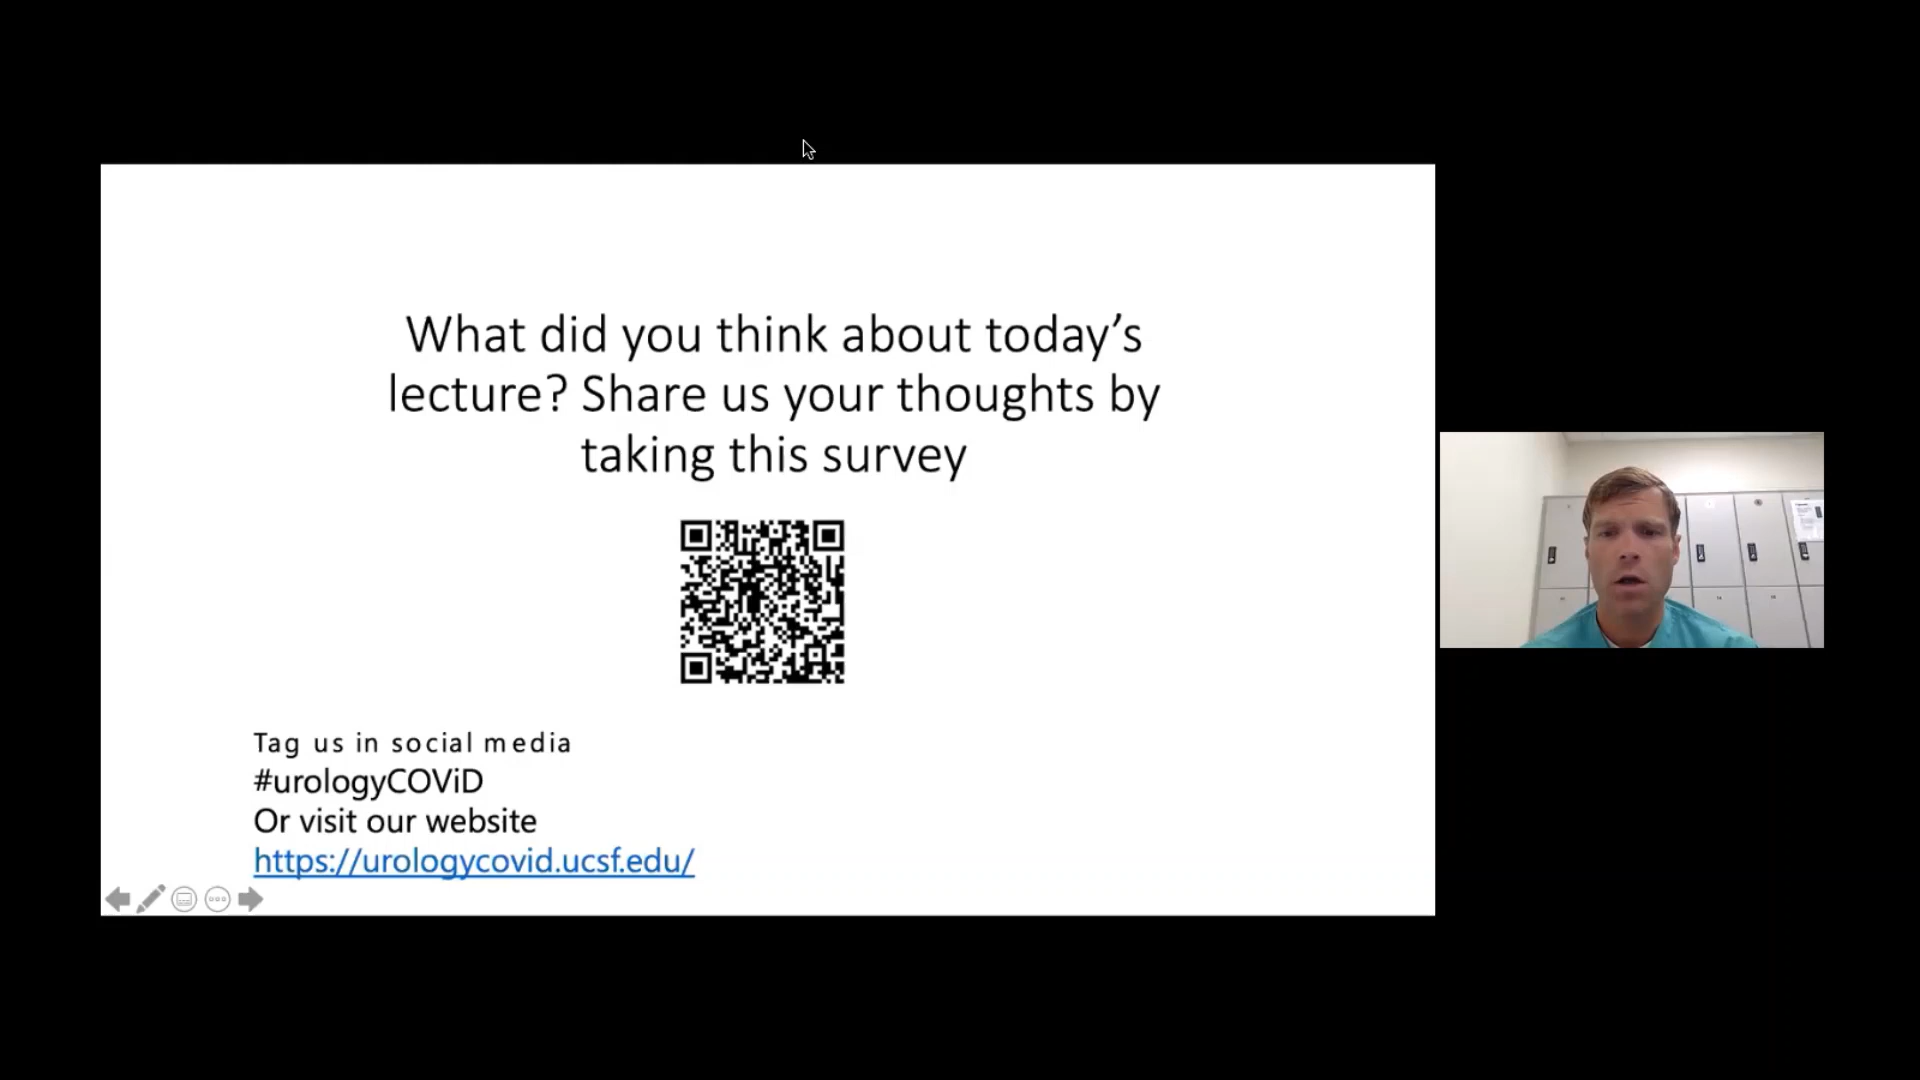 What did you think about today’s
lecture? Share us your thoughts by
taking this survey
Tag us in social media
#urologyCOViD
Or visit our website
https://urologycovid.ucsf.edu/